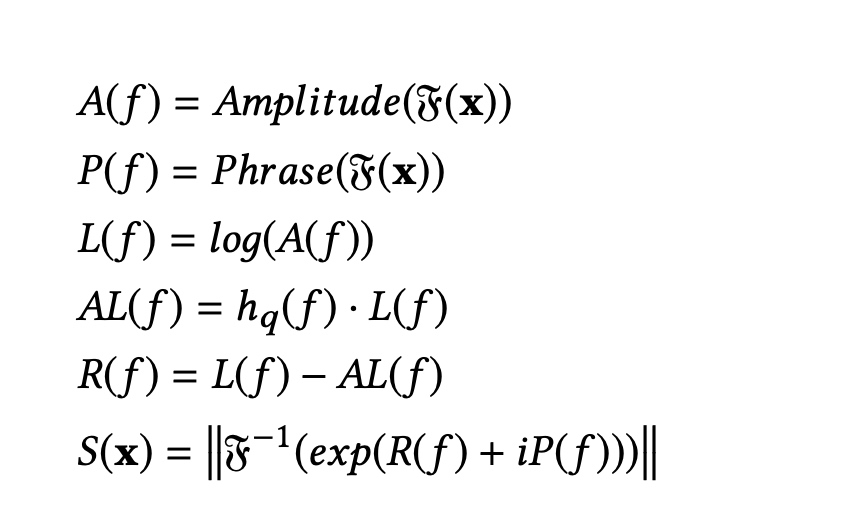 A(f) = Amplitude(𝔉(𝐱))
P(f) = Phrase(𝔉(𝐱))
L(f) = log(A(f))
AL(f) = h_q(f) · L(f)
R(f) = L(f) − AL(f)
S(𝐱) = ‖𝔉⁻¹(exp(R(f) + iP(f)))‖